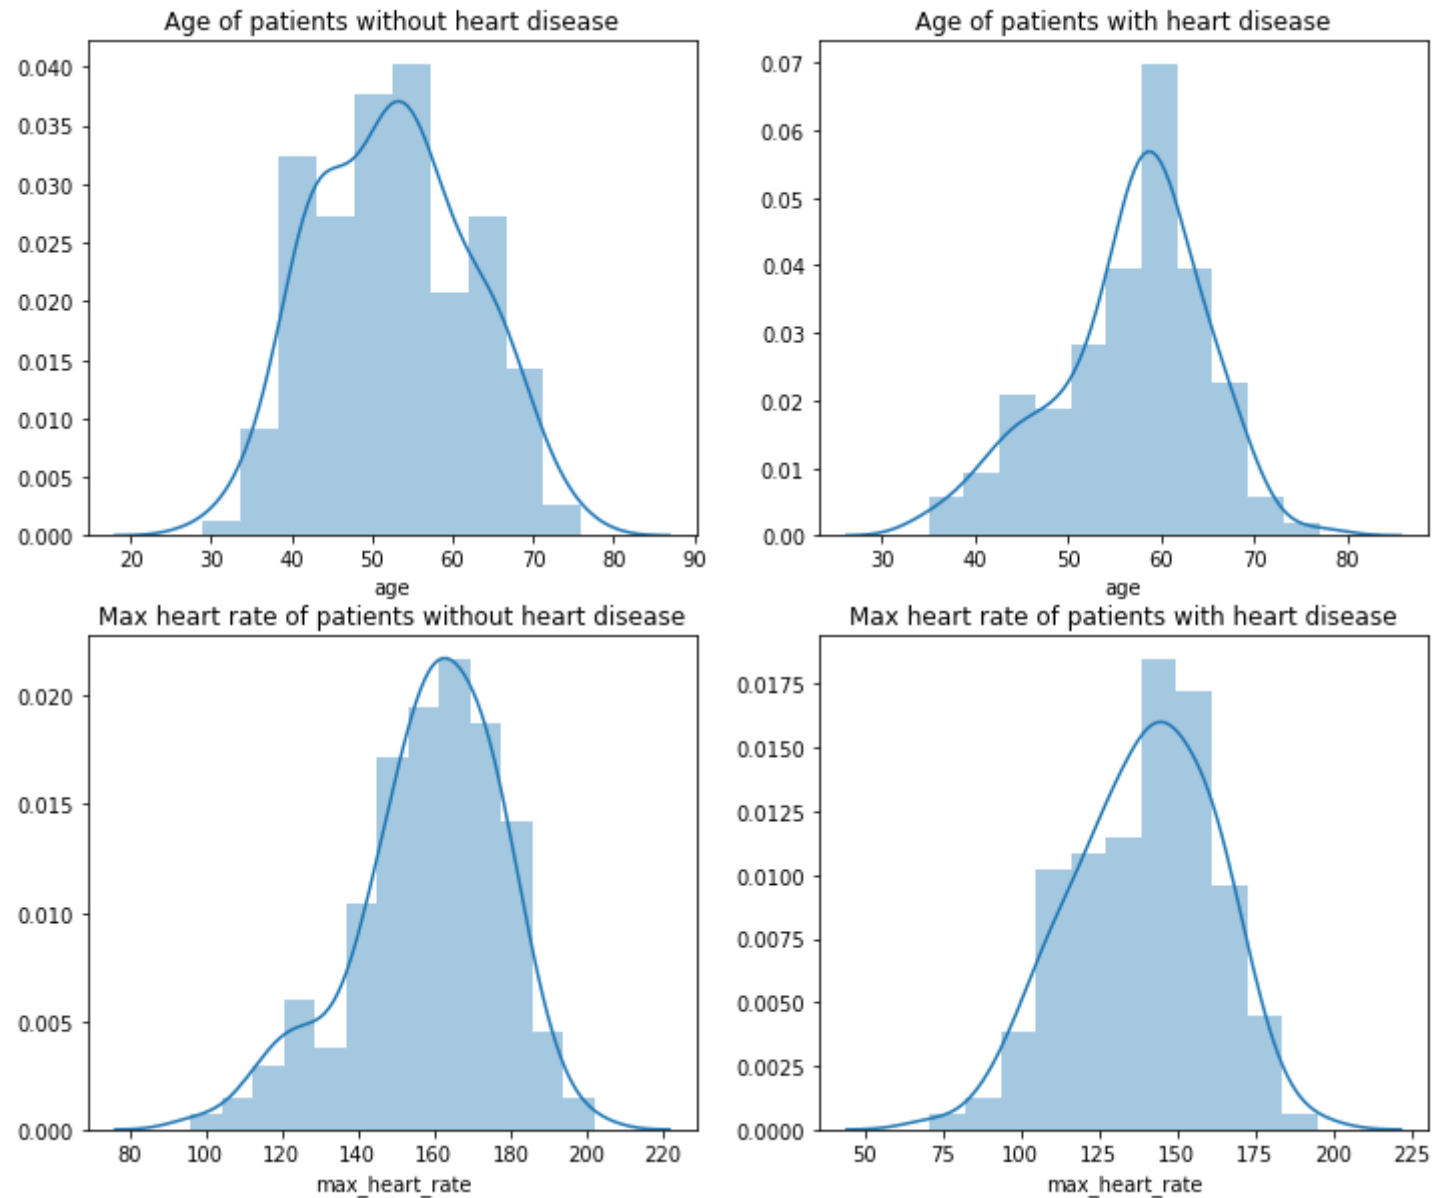 Age of patients without heart disease
0.040
0.035
0.030
0.025
0.020
0.015
0.010
0.005
0.000
20 30 40 50 60 70 80 90
age
Age of patients with heart disease
0.07
0.06
0.05
0.04
0.03
0.02
0.01
0.00
30 40 50 60 70 80
age
Max heart rate of patients without heart disease
0.020
0.015
0.010
0.005
0.000
80 100 120 140 160 180 200 220
max_heart_rate
Max heart rate of patients with heart disease
0.0175
0.0150
0.0125
0.0100
0.0075
0.0050
0.0025
0.0000
50 75 100 125 150 175 200 225
max_heart_rate